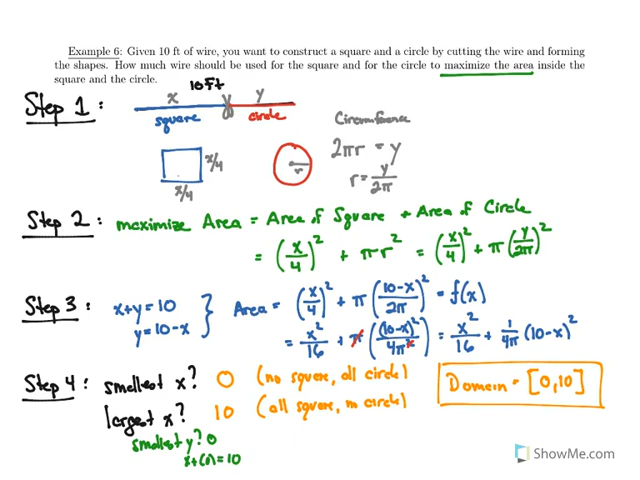 Example 6: Given 10 ft of wire, you want to construct a square and a circle by cutting the wire and forming
the shapes. How much wire should be used for the square and for the circle to maximize the area inside the
square and the circle.
10ft
Step 1:
x
y
square
circle
Circumference
x/4
x/4
r
2πr = y
r = y/2π
Step 2: maximize Area = Area of Square + Area of Circle
= (x/4)² + πr² = (x/4)² + π(y/2π)²
Step 3: x+y=10
y=10-x
Area = (x/4)² + π((10-x)/2π)² = f(x)
= x²/16 + π((10-x)²/4π²) = x²/16 + 1/4π (10-x)²
Step 4: smallest x? 0 (no square, all circle)
largest x? 10 (all square, no circle)
Domain = [0,10]
smallest y? 0
x+(0)=10
ShowMe.com